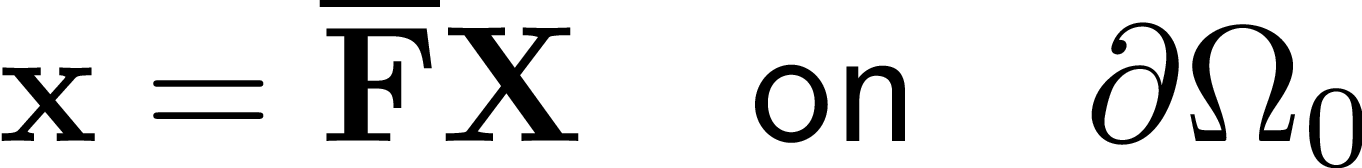 𝐱 = 𝐅̅𝐗 on ∂Ω₀